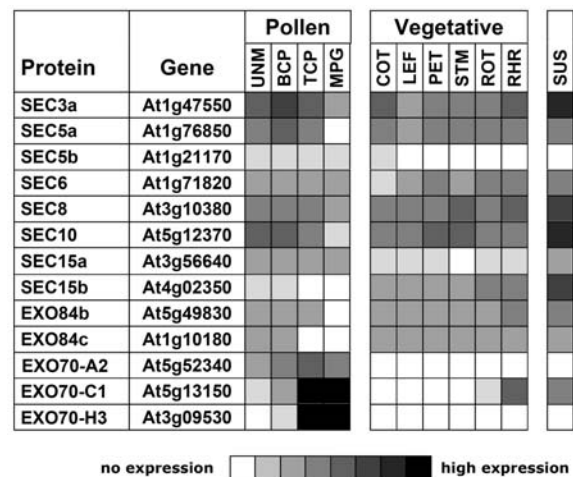 Pollen Vegetative
Protein Gene UNM BCP TCP MPG COT LEF PET STM ROT RHR SUS
SEC3a At1g47550
SEC5a At1g76850
SEC5b At1g21170
SEC6 At1g71820
SEC8 At3g10380
SEC10 At5g12370
SEC15a At3g56640
SEC15b At4g02350
EXO84b At5g49830
EXO84c At1g10180
EXO70-A2 At5g52340
EXO70-C1 At5g13150
EXO70-H3 At3g09530
no expression high expression